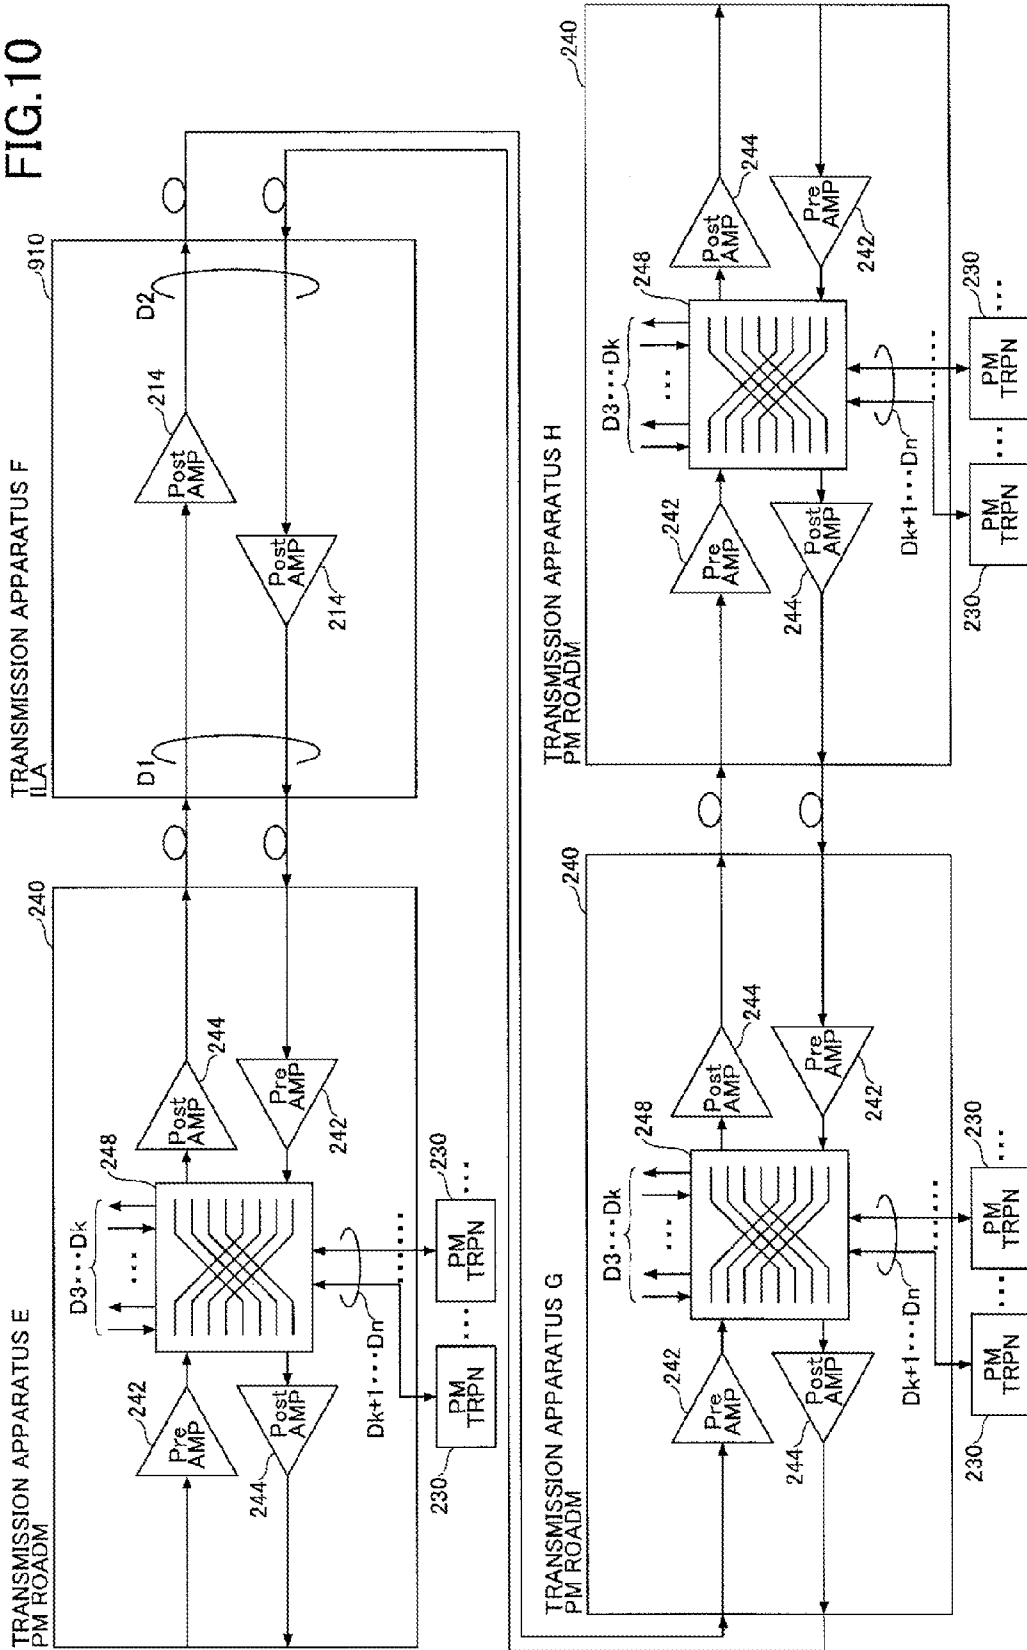 FIG.10
TRANSMISSION APPARATUS E
PM ROADM
240
D3···Dk
248
···
242
Pre
AMP
Post
AMP
244
244
Post
AMP
Pre
AMP
242
Dk+1···Dn
······
230
PM
TRPN
···
PM
TRPN
230
···
TRANSMISSION APPARATUS F
ILA
910
D1
D2
Post
AMP
214
Post
AMP
214
TRANSMISSION APPARATUS G
PM ROADM
240
D3···Dk
248
···
242
Pre
AMP
Post
AMP
244
244
Post
AMP
Pre
AMP
242
Dk+1···Dn
······
230
PM
TRPN
···
PM
TRPN
230
···
TRANSMISSION APPARATUS H
PM ROADM
240
D3···Dk
248
···
242
Pre
AMP
Post
AMP
244
244
Post
AMP
Pre
AMP
242
Dk+1···Dn
······
230
PM
TRPN
···
PM
TRPN
230
···